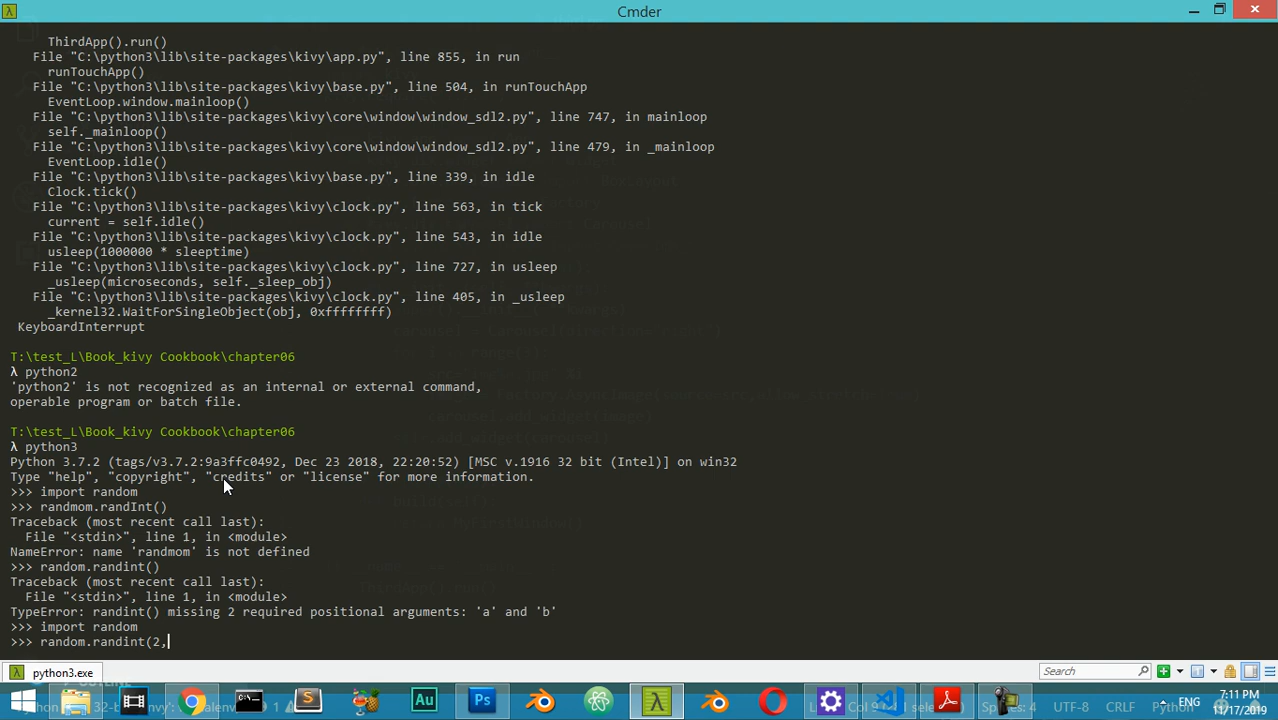 Cmder
ThirdApp().run()
File "C:\python3\lib\site-packages\kivy\app.py", line 855, in run
runTouchApp()
File "C:\python3\lib\site-packages\kivy\base.py", line 504, in runTouchApp
EventLoop.window.mainloop()
File "C:\python3\lib\site-packages\kivy\core\window\window_sdl2.py", line 747, in mainloop
self._mainloop()
File "C:\python3\lib\site-packages\kivy\core\window\window_sdl2.py", line 479, in _mainloop
EventLoop.idle()
File "C:\python3\lib\site-packages\kivy\base.py", line 339, in idle
Clock.tick()
File "C:\python3\lib\site-packages\kivy\clock.py", line 563, in tick
current = self.idle()
File "C:\python3\lib\site-packages\kivy\clock.py", line 543, in idle
usleep(1000000 * sleeptime)
File "C:\python3\lib\site-packages\kivy\clock.py", line 727, in usleep
_usleep(microseconds, self._sleep_obj)
File "C:\python3\lib\site-packages\kivy\clock.py", line 405, in _usleep
_kernel32.WaitForSingleObject(obj, 0xffffffff)
KeyboardInterrupt
T:\test_L\Book_kivy Cookbook\chapter06
λ python2
'python2' is not recognized as an internal or external command,
operable program or batch file.
T:\test_L\Book_kivy Cookbook\chapter06
λ python3
Python 3.7.2 (tags/v3.7.2:9a3ffc0492, Dec 23 2018, 22:20:52) [MSC v.1916 32 bit (Intel)] on win32
Type "help", "copyright", "credits" or "license" for more information.
>>> import random
>>> randmom.randInt()
Traceback (most recent call last):
File "<stdin>", line 1, in <module>
NameError: name 'randmom' is not defined
>>> random.randint()
Traceback (most recent call last):
File "<stdin>", line 1, in <module>
TypeError: randint() missing 2 required positional arguments: 'a' and 'b'
>>> import random
>>> random.randint(2,
λ python3.exe
Search
Au
Ps
ENG
7:11 PM
11/17/2019
UTF-8
CRLF
Python